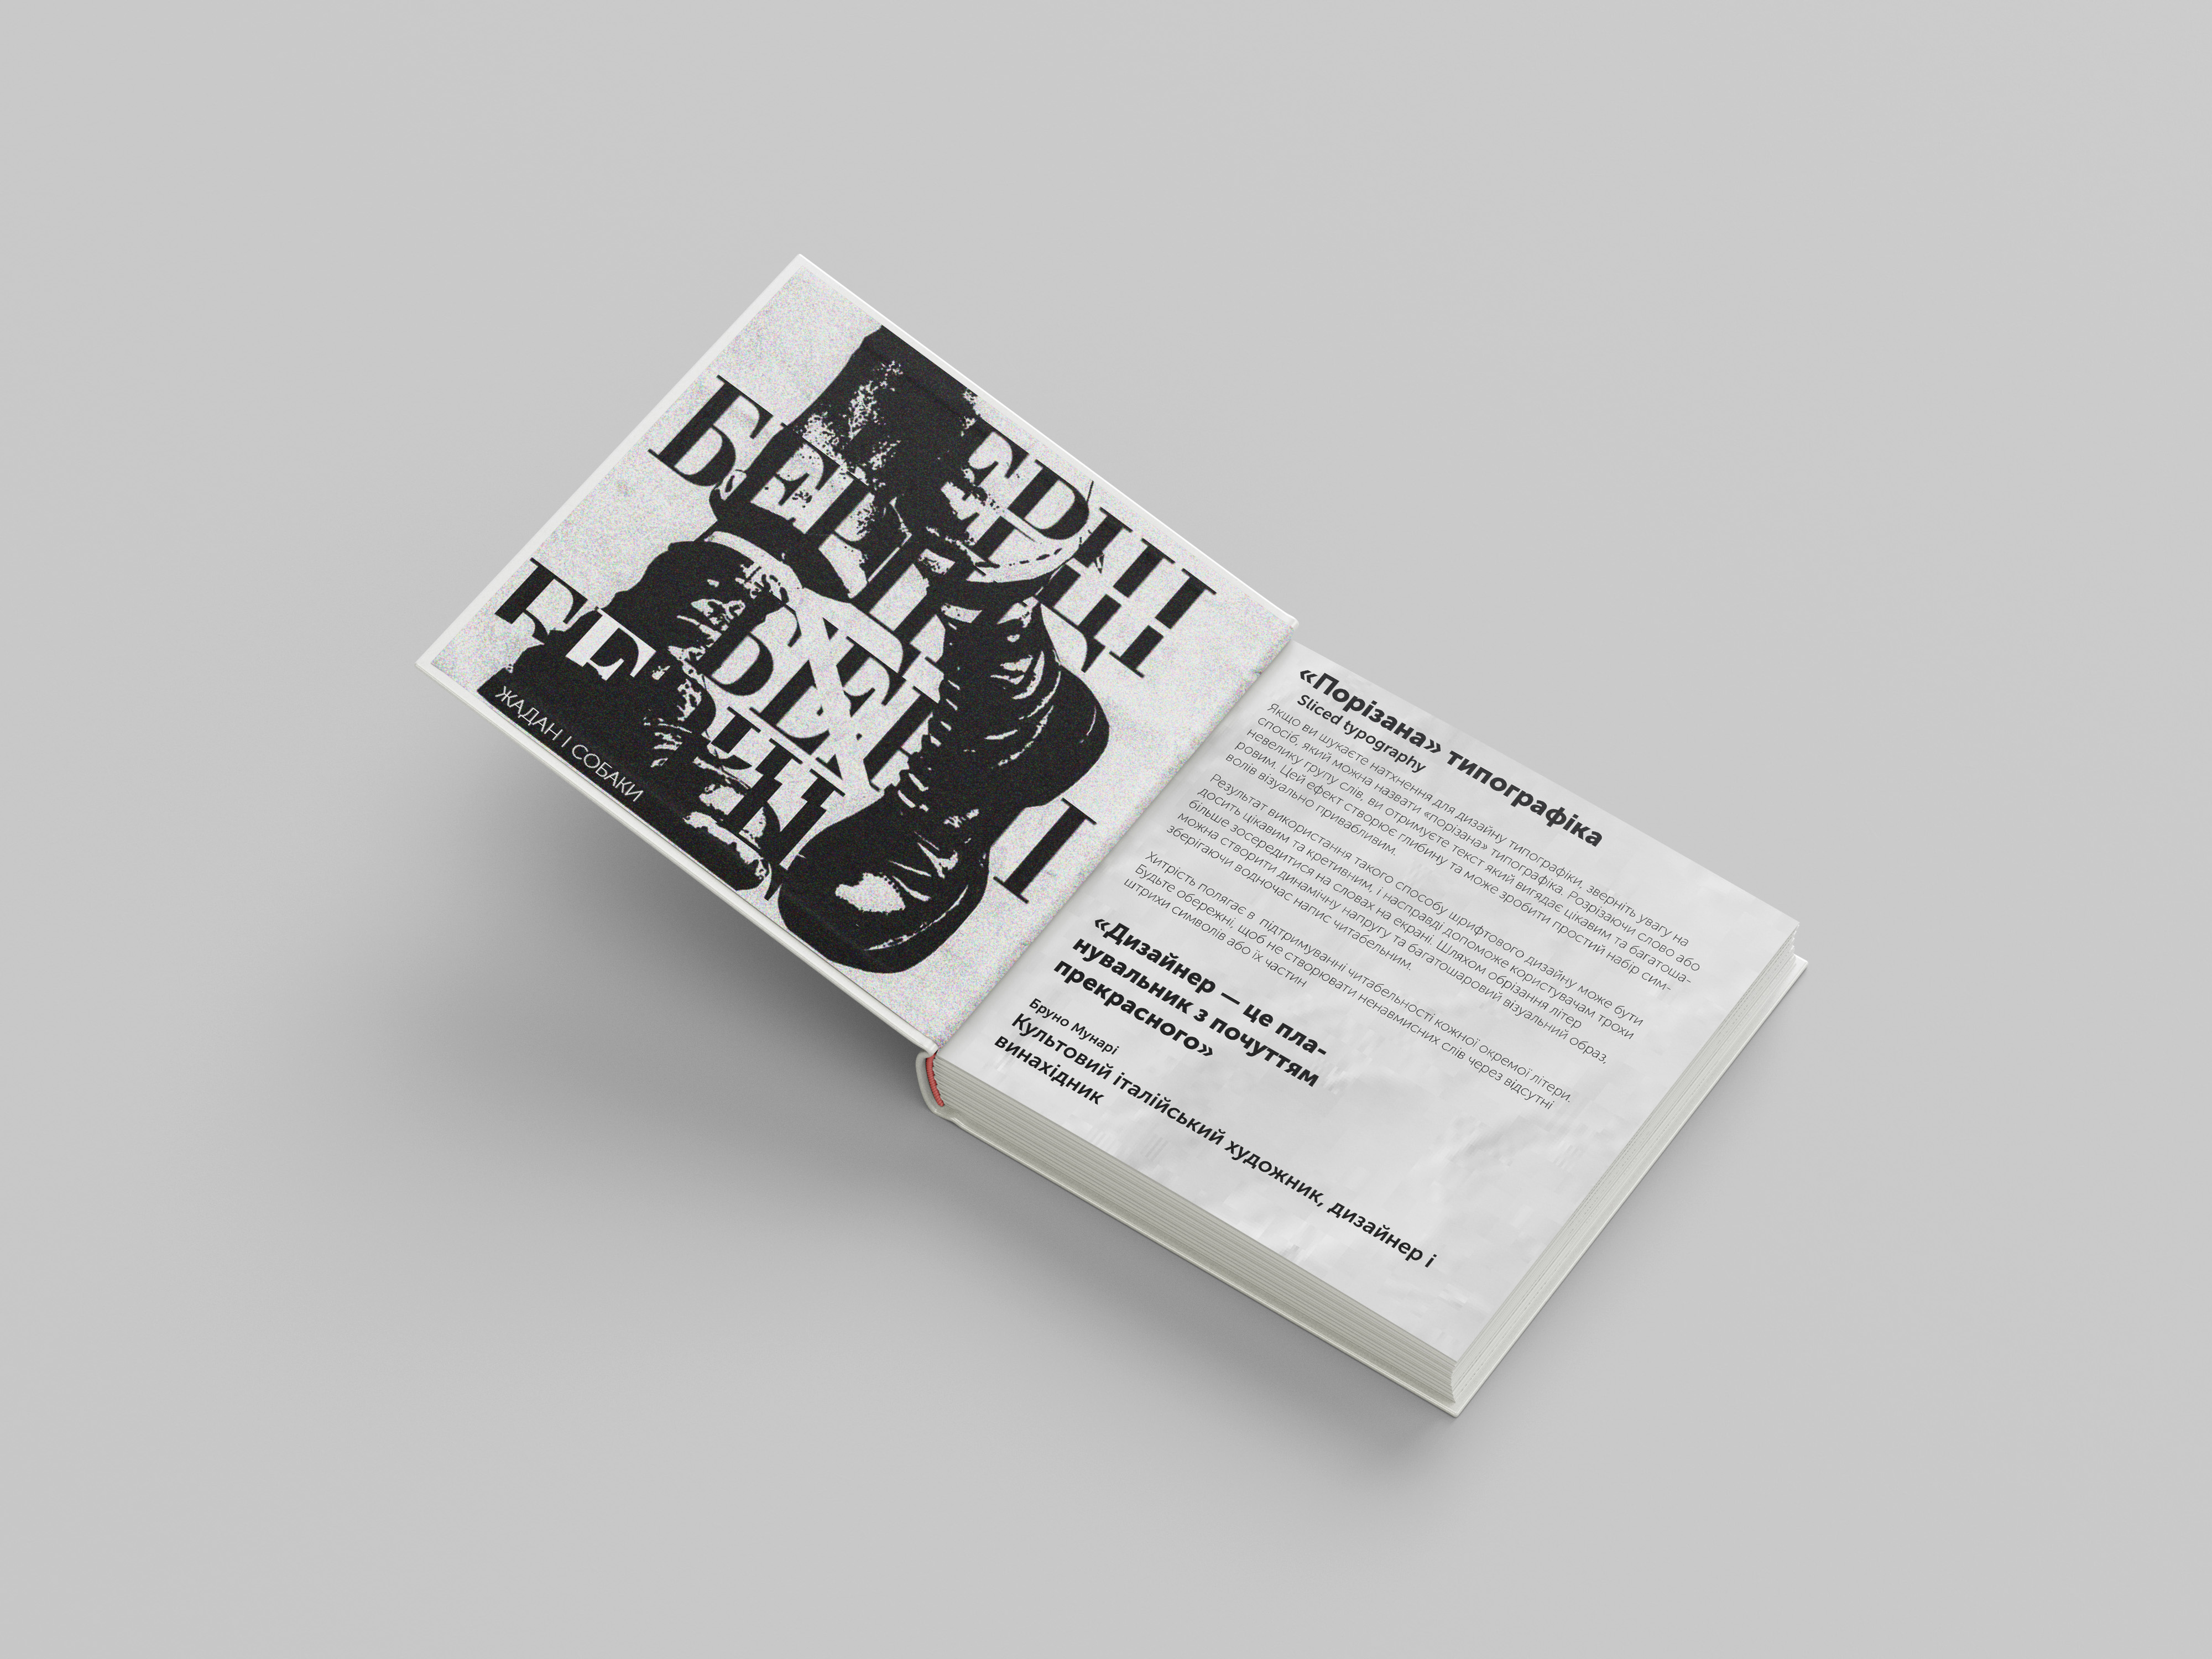 ЖАДАН І СОБАКИ
«Порізана» типографіка
Sliced typography
Якщо ви шукаєте натхнення для дизайну типографіки, зверніть увагу на
спосіб, який можна назвати «порізана» типографіка. Розрізаючи слово або
невелику групу слів, ви отримуєте текст який вигядає цікавим та багатоша-
ровим. Цей ефект створює глибину та може зробити простий набір сим-
волів візуально привабливим.
Результат використання такого способу шрифтового дизайну може бути
досить цікавим та кретивним, і насправді допоможе користувачам трохи
більше зосередитися на словах на екрані. Шляхом обрізання літер
можна створити динамічну напругу та багатошаровий візуальний образ,
зберігаючи водночас напис читабельним.
Хитрість полягає в підтримуванні читабельності кожної окремої літери.
Будьте обережні, щоб не створювати ненавмисних слів через відсутні
штрихи символів або їх частин
«Дизайнер — це пла-
нувальник з почуттям
прекрасного»
Бруно Мунарі
Культовий італійський художник, дизайнер і
винахідник